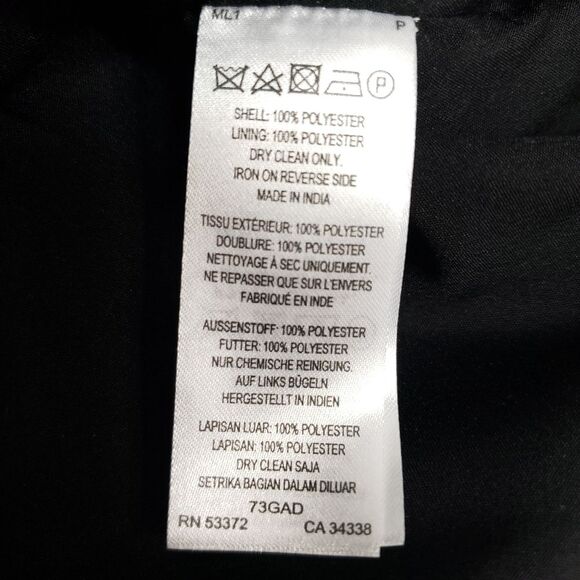 ML1 P
P
SHELL: 100% POLYESTER
LINING: 100% POLYESTER
DRY CLEAN ONLY.
IRON ON REVERSE SIDE
MADE IN INDIA
TISSU EXTÉRIEUR: 100% POLYESTER
DOUBLURE: 100% POLYESTER
NETTOYAGE À SEC UNIQUEMENT.
NE REPASSER QUE SUR L'ENVERS
FABRIQUÉ EN INDE
AUSSENSTOFF: 100% POLYESTER
FUTTER: 100% POLYESTER
NUR CHEMISCHE REINIGUNG.
AUF LINKS BÜGELN
HERGESTELLT IN INDIEN
LAPISAN LUAR: 100% POLYESTER
LAPISAN: 100% POLYESTER
DRY CLEAN SAJA
SETRIKA BAGIAN DALAM DILUAR
73GAD
RN 53372 CA 34338